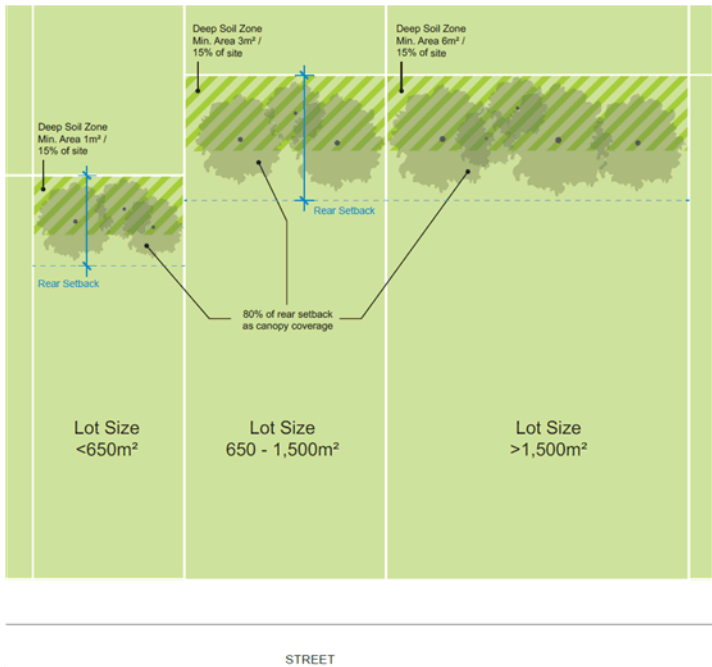 Deep Soil Zone
Min. Area 3m² /
15% of site
Deep Soil Zone
Min. Area 6m² /
15% of site
Deep Soil Zone
Min. Area 1m² /
15% of site
Rear Setback
Rear Setback
80% of rear setback
as canopy coverage
Lot Size
<650m²
Lot Size
650 - 1,500m²
Lot Size
>1,500m²
STREET